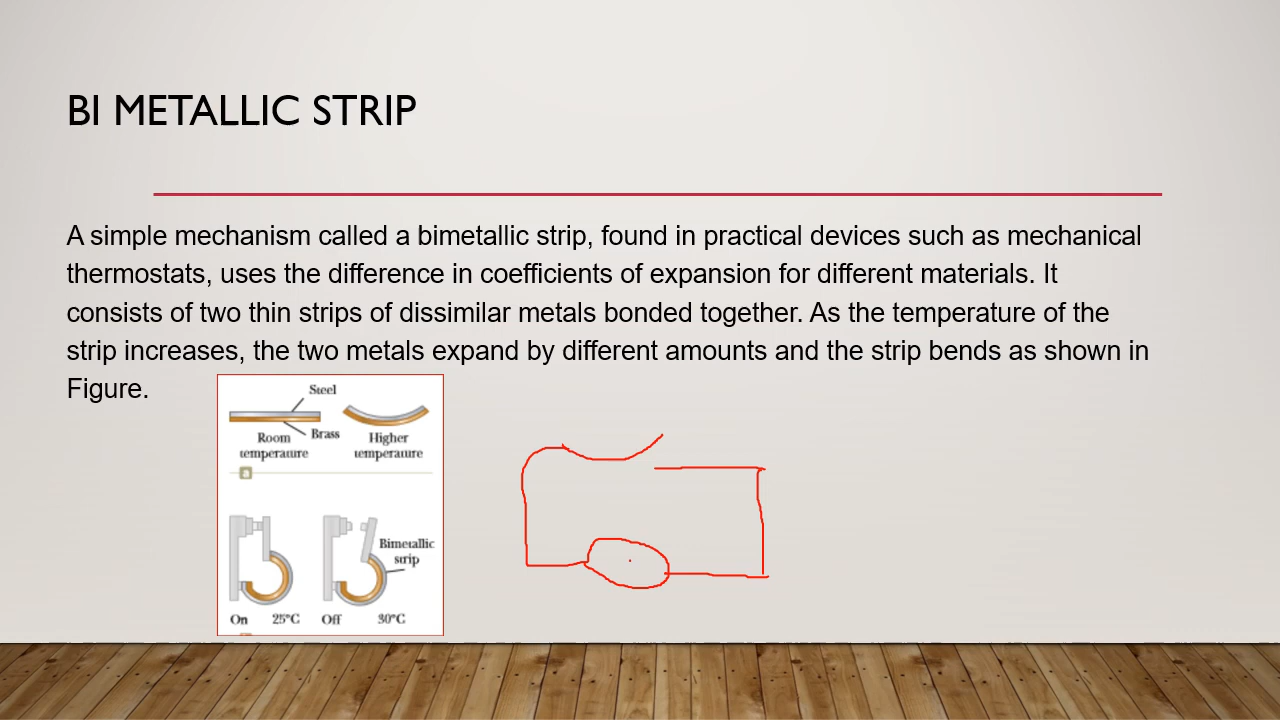 BI METALLIC STRIP
A simple mechanism called a bimetallic strip, found in practical devices such as mechanical
thermostats, uses the difference in coefficients of expansion for different materials. It
consists of two thin strips of dissimilar metals bonded together. As the temperature of the
strip increases, the two metals expand by different amounts and the strip bends as shown in
Figure.
Steel
Brass
Room
temperature
Higher
temperature
a
Bimetallic
strip
On 25°C Off 30°C